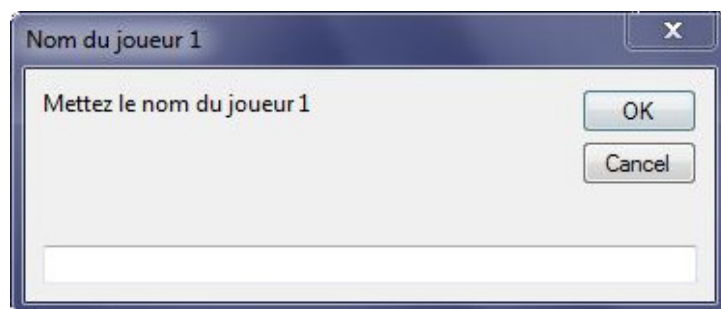 Nom du joueur 1
X
Mettez le nom du joueur 1
OK
Cancel